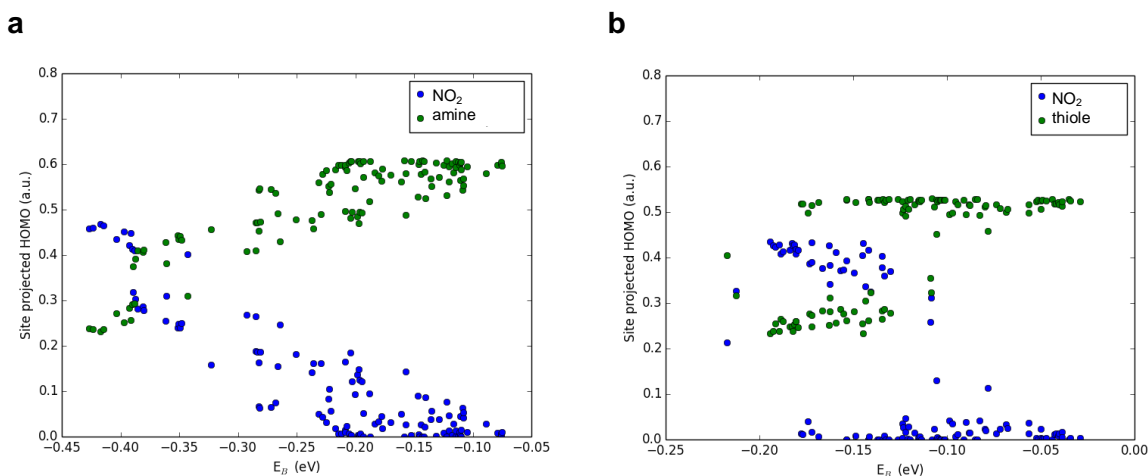 a
b
0.8
0.7
0.6
0.5
0.4
0.3
0.2
0.1
0.0
Site projected HOMO (a.u.)
NO₂
amine
−0.45 −0.40 −0.35 −0.30 −0.25 −0.20 −0.15 −0.10 −0.05
E_B (eV)
0.8
0.7
0.6
0.5
0.4
0.3
0.2
0.1
0.0
Site projected HOMO (a.u.)
NO₂
thiole
−0.25 −0.20 −0.15 −0.10 −0.05 0.00
E_B (eV)